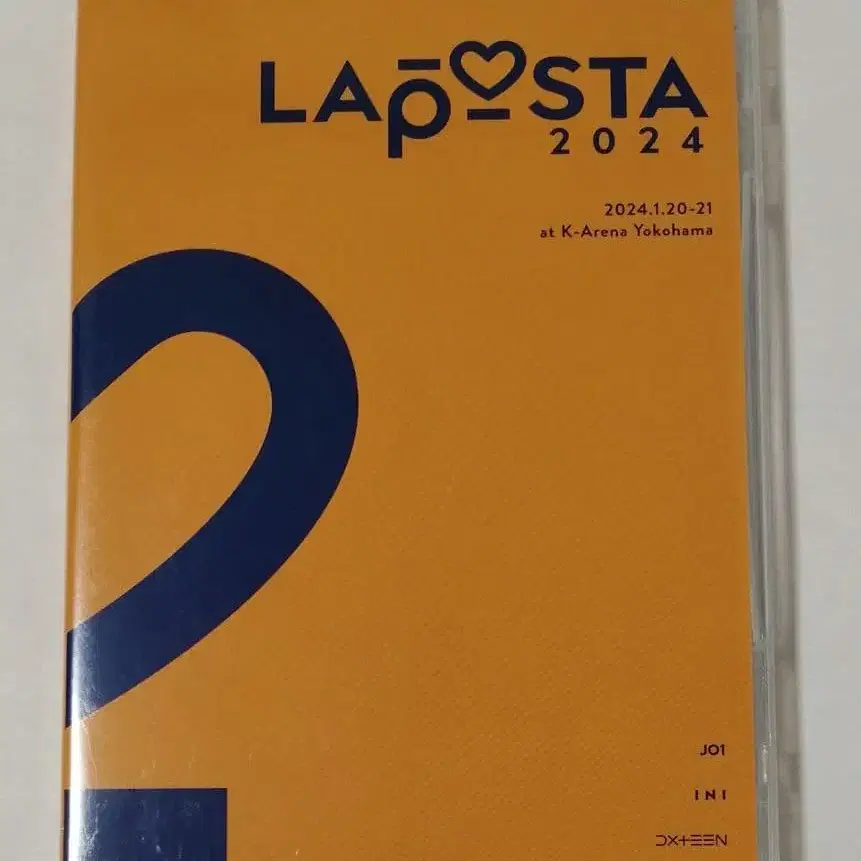 LAPOSTA
2024
2024.1.20-21
at K-Arena Yokohama
JO1
INI
DXTEEN